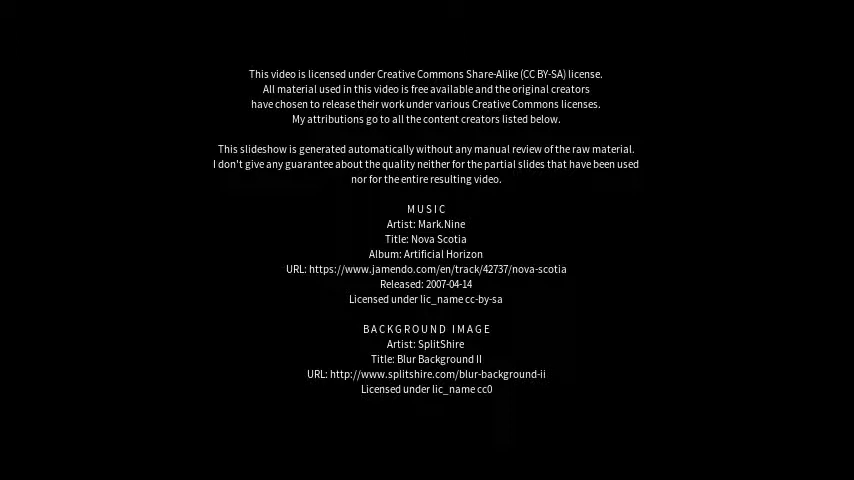 This video is licensed under Creative Commons Share-Alike (CC BY-SA) license.
All material used in this video is free available and the original creators
have chosen to release their work under various Creative Commons licenses.
My attributions go to all the content creators listed below.
This slideshow is generated automatically without any manual review of the raw material.
I don't give any guarantee about the quality neither for the partial slides that have been used
nor for the entire resulting video.
MUSIC
Artist: Mark.Nine
Title: Nova Scotia
Album: Artificial Horizon
URL: https://www.jamendo.com/en/track/42737/nova-scotia
Released: 2007-04-14
Licensed under lic_name cc-by-sa
BACKGROUND IMAGE
Artist: SplitShire
Title: Blur Background II
URL: http://www.splitshire.com/blur-background-ii
Licensed under lic_name cc0